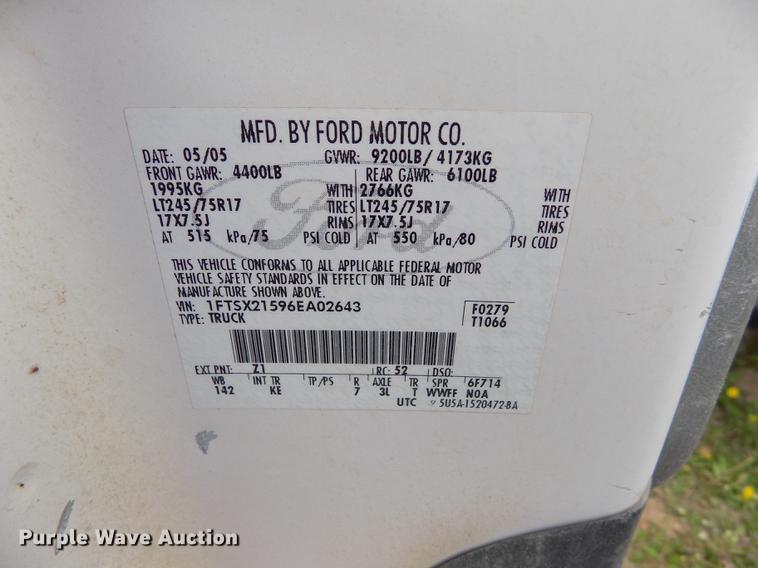 MFD. BY FORD MOTOR CO.
DATE: 05/05 GVWR: 9200LB/ 4173KG
FRONT GAWR: 4400LB REAR GAWR: 6100LB
1995KG WITH 2766KG WITH
LT245/75R17 TIRES LT245/75R17 TIRES
17X7.5J RIMS 17X7.5J RIMS
AT 515 kPa/75 PSI COLD AT 550 kPa/80 PSI COLD
THIS VEHICLE CONFORMS TO ALL APPLICABLE FEDERAL MOTOR
VEHICLE SAFETY STANDARDS IN EFFECT ON THE DATE OF
MANUFACTURE SHOWN ABOVE.
VIN: 1FTSX21596EA02643 F0279
TYPE: TRUCK T1066
EXT PNT: Z1 RC: 52 DSO:
WB INT TR TP/PS R AXLE TR SPR 6F714
142 KE 7 3L T WWFF N0A
UTC 5U5A-1520472-BA
Ford
Purple Wave Auction